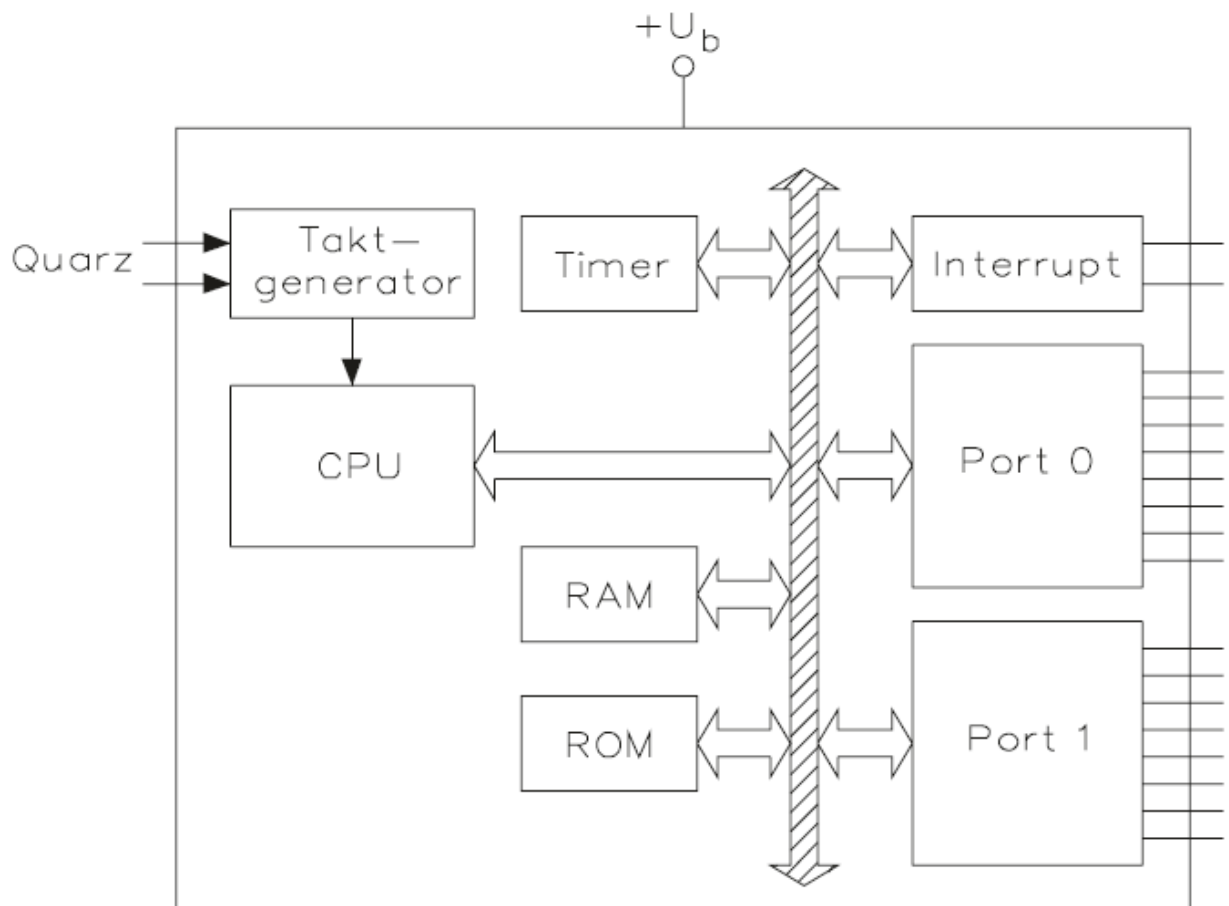 +Ub
Quarz
Takt—
generator
Timer
Interrupt
CPU
Port 0
RAM
ROM
Port 1